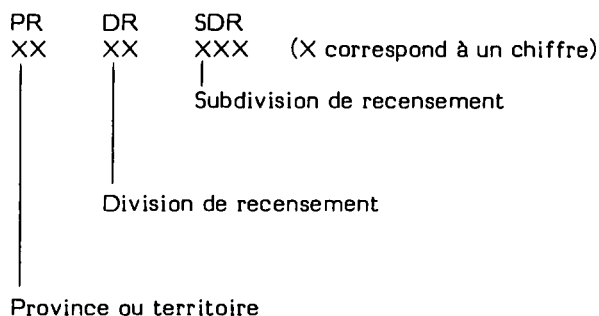 PR DR SDR
XX XX XXX (X correspond à un chiffre)
Subdivision de recensement
Division de recensement
Province ou territoire